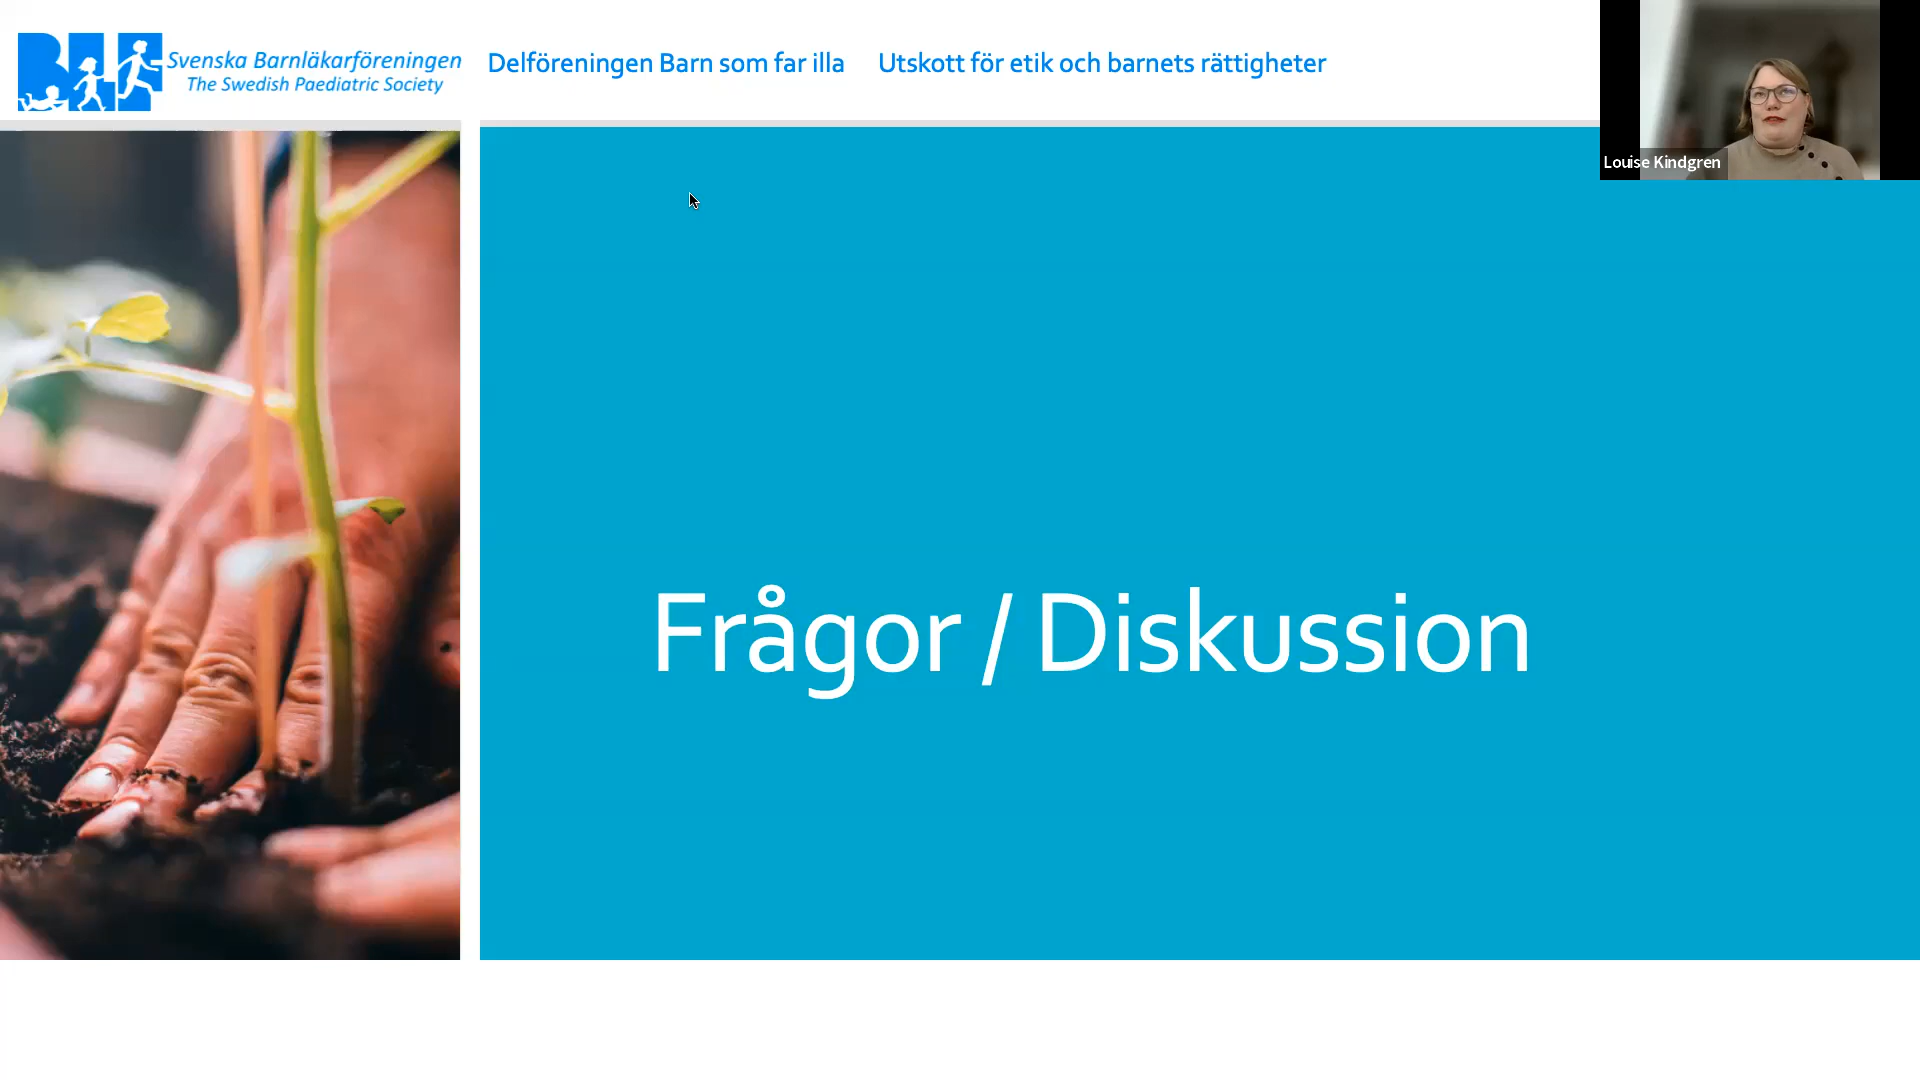 Svenska Barnläkarföreningen
The Swedish Paediatric Society
Delföreningen Barn som far illa
Utskott för etik och barnets rättigheter
Louise Kindgren
Frågor / Diskussion